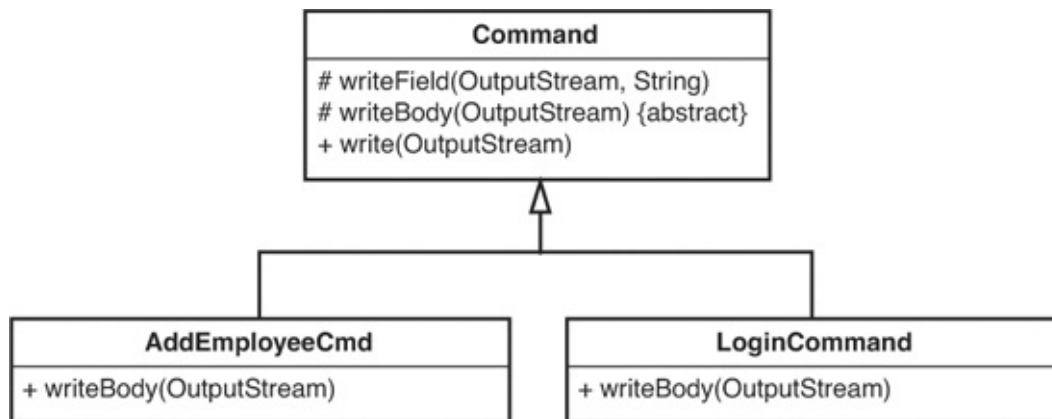 Command
# writeField(OutputStream, String)
# writeBody(OutputStream) {abstract}
+ write(OutputStream)
AddEmployeeCmd
+ writeBody(OutputStream)
LoginCommand
+ writeBody(OutputStream)